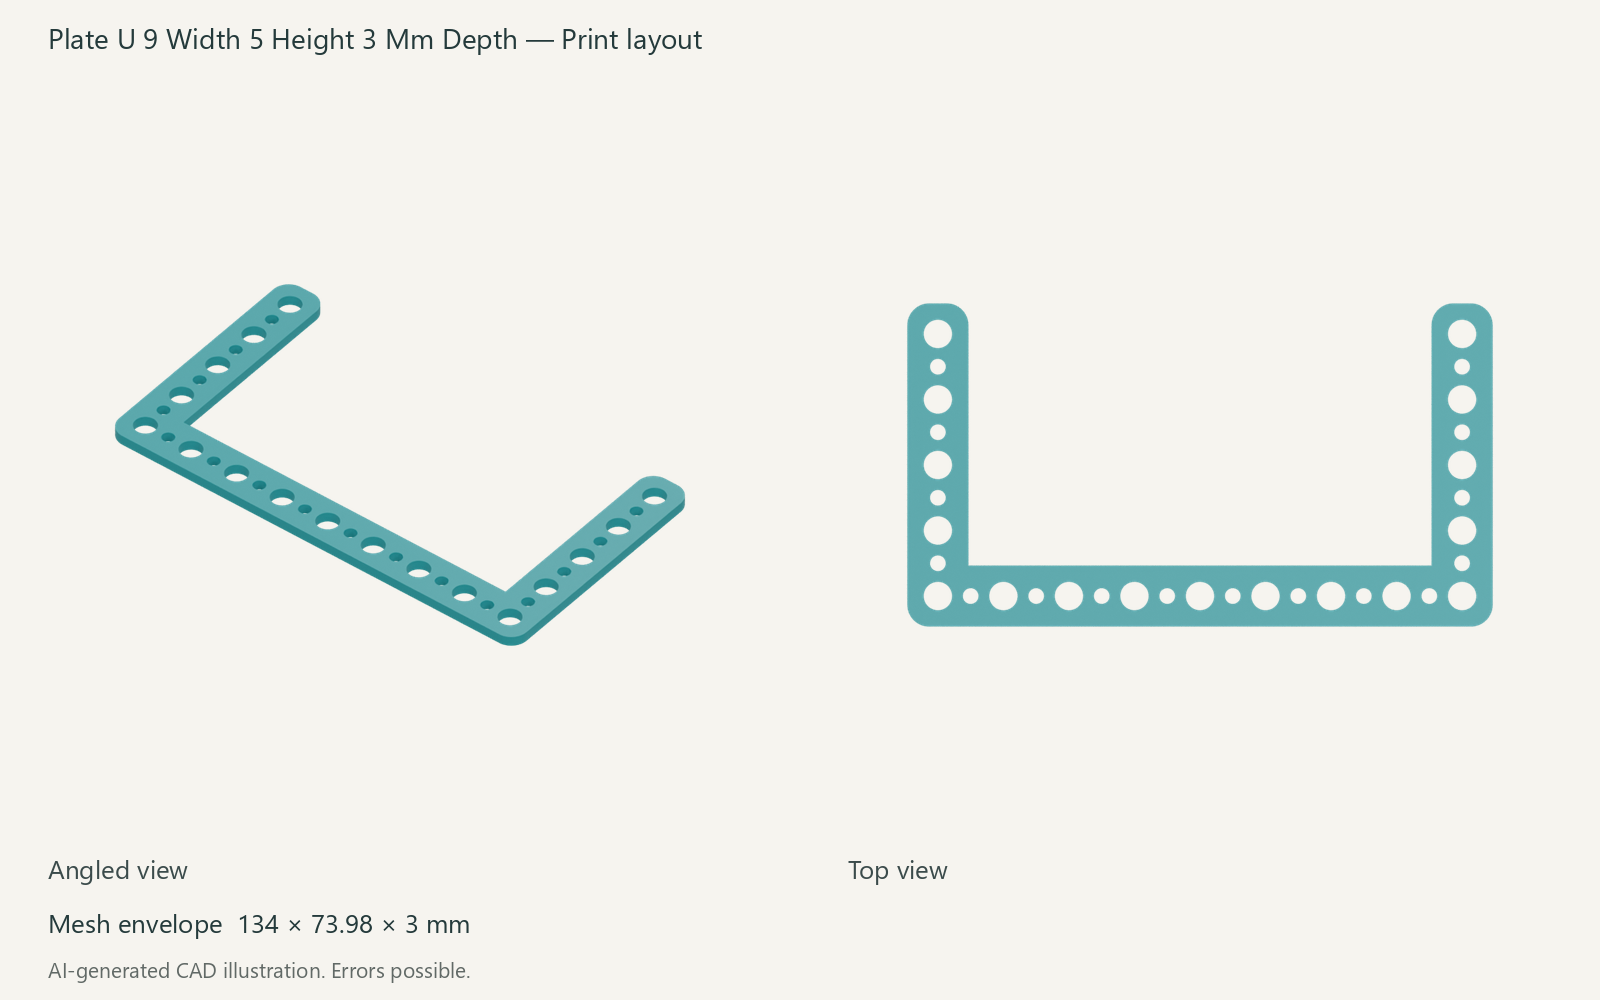 Plate U 9 Width 5 Height 3 Mm Depth — Print layout
Angled view
Top view
Mesh envelope 134 × 73.98 × 3 mm
AI-generated CAD illustration. Errors possible.